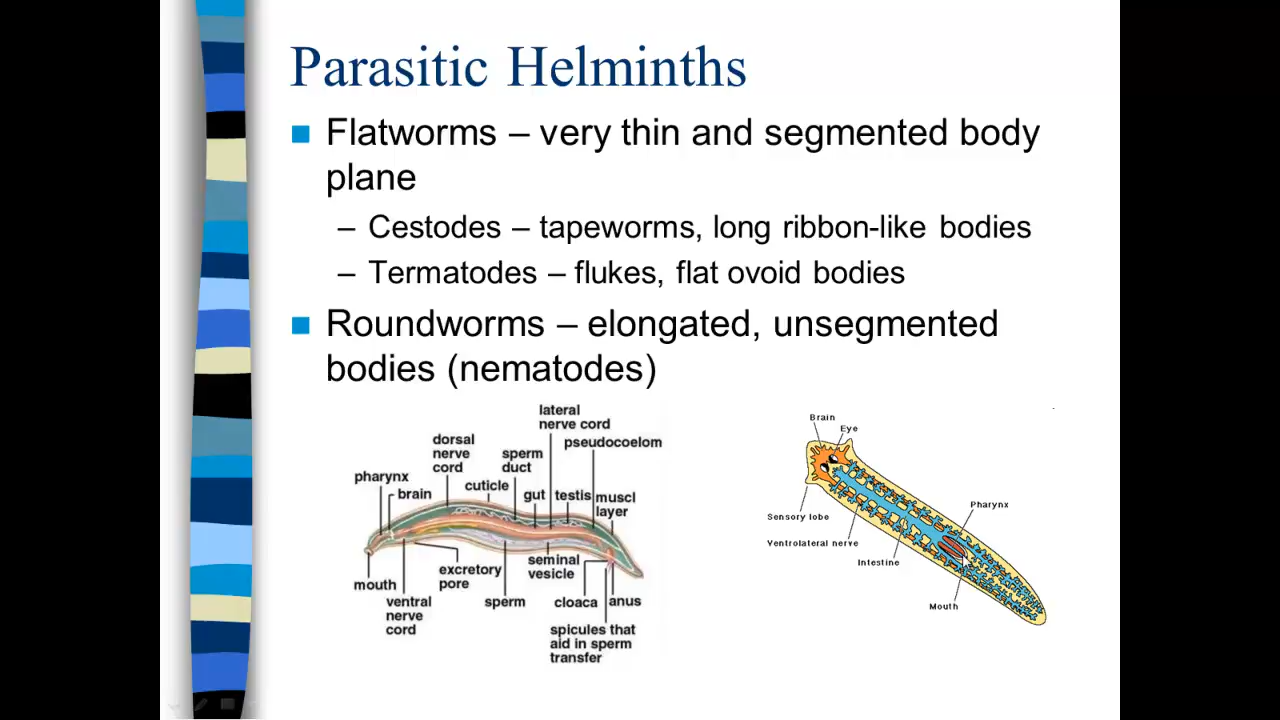 Parasitic Helminths
Flatworms – very thin and segmented body
plane
– Cestodes – tapeworms, long ribbon-like bodies
– Termatodes – flukes, flat ovoid bodies
Roundworms – elongated, unsegmented
bodies (nematodes)
lateral
nerve cord
dorsal
nerve
cord
sperm
duct
pseudocoelom
pharynx
brain
cuticle
gut
testis
muscl
layer
mouth
ventral
nerve
cord
excretory
pore
sperm
seminal
vesicle
cloaca
anus
spicules that
aid in sperm
transfer
Brain
Eye
Sensory lobe
Pharynx
Ventrolateral nerve
Intestine
Mouth